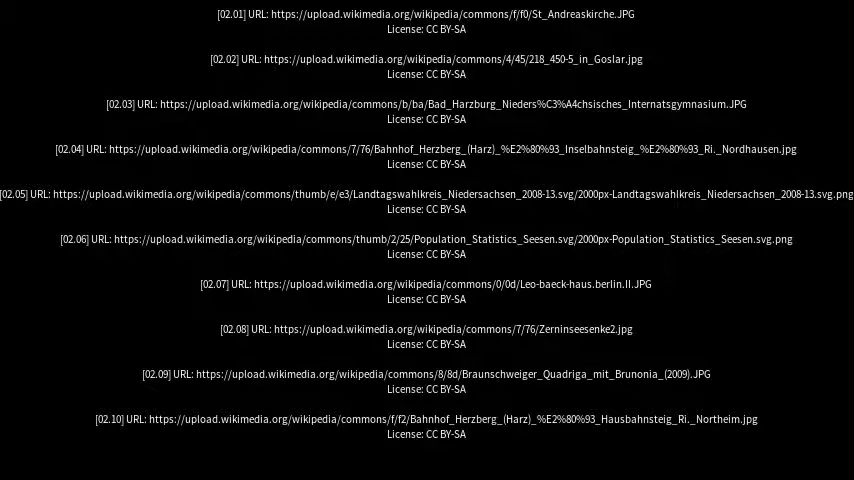 [02.01] URL: https://upload.wikimedia.org/wikipedia/commons/f/f0/St_Andreaskirche.JPG
License: CC BY-SA
[02.02] URL: https://upload.wikimedia.org/wikipedia/commons/4/45/218_450-5_in_Goslar.jpg
License: CC BY-SA
[02.03] URL: https://upload.wikimedia.org/wikipedia/commons/b/ba/Bad_Harzburg_Nieders%C3%A4chsisches_Internatsgymnasium.JPG
License: CC BY-SA
[02.04] URL: https://upload.wikimedia.org/wikipedia/commons/7/76/Bahnhof_Herzberg_(Harz)_%E2%80%93_Inselbahnsteig_%E2%80%93_Ri._Nordhausen.jpg
License: CC BY-SA
[02.05] URL: https://upload.wikimedia.org/wikipedia/commons/thumb/e/e3/Landtagswahlkreis_Niedersachsen_2008-13.svg/2000px-Landtagswahlkreis_Niedersachsen_2008-13.svg.png
License: CC BY-SA
[02.06] URL: https://upload.wikimedia.org/wikipedia/commons/thumb/2/25/Population_Statistics_Seesen.svg/2000px-Population_Statistics_Seesen.svg.png
License: CC BY-SA
[02.07] URL: https://upload.wikimedia.org/wikipedia/commons/0/0d/Leo-baeck-haus.berlin.II.JPG
License: CC BY-SA
[02.08] URL: https://upload.wikimedia.org/wikipedia/commons/7/76/Zerninseesenke2.jpg
License: CC BY-SA
[02.09] URL: https://upload.wikimedia.org/wikipedia/commons/8/8d/Braunschweiger_Quadriga_mit_Brunonia_(2009).JPG
License: CC BY-SA
[02.10] URL: https://upload.wikimedia.org/wikipedia/commons/f/f2/Bahnhof_Herzberg_(Harz)_%E2%80%93_Hausbahnsteig_Ri._Northeim.jpg
License: CC BY-SA